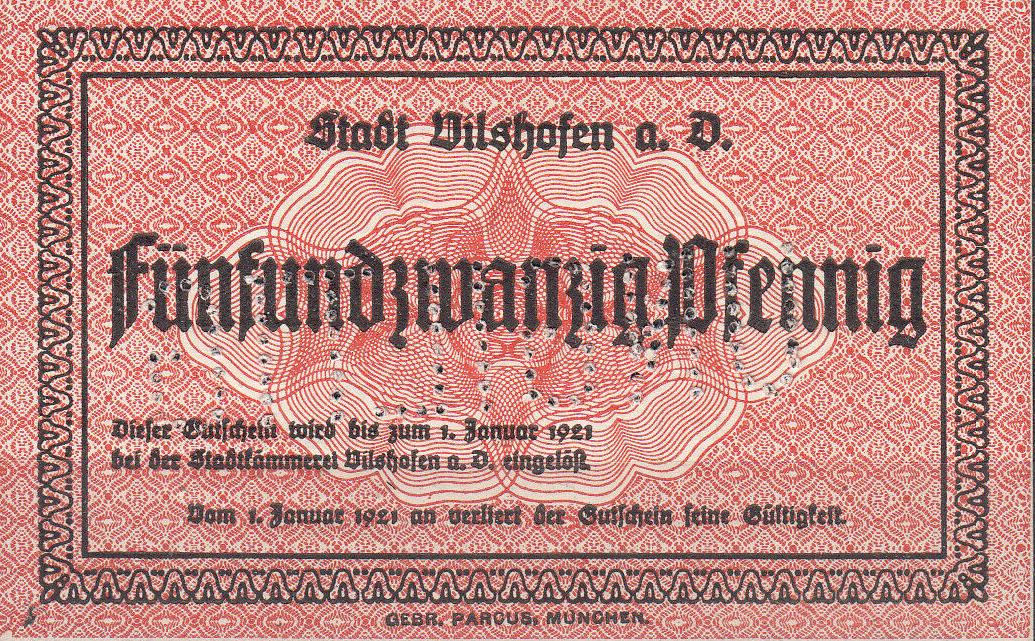 Stadt Vilshofen a. D.
Fünfundzwanzig Pfennig
Dieser Gutschein wird bis zum 1. Januar 1921
bei der Stadtkämmerei Vilshofen a. D. eingelöst.
Vom 1. Januar 1921 an verliert der Gutschein seine Gültigkeit.
GEBR. PARCUS, MÜNCHEN.